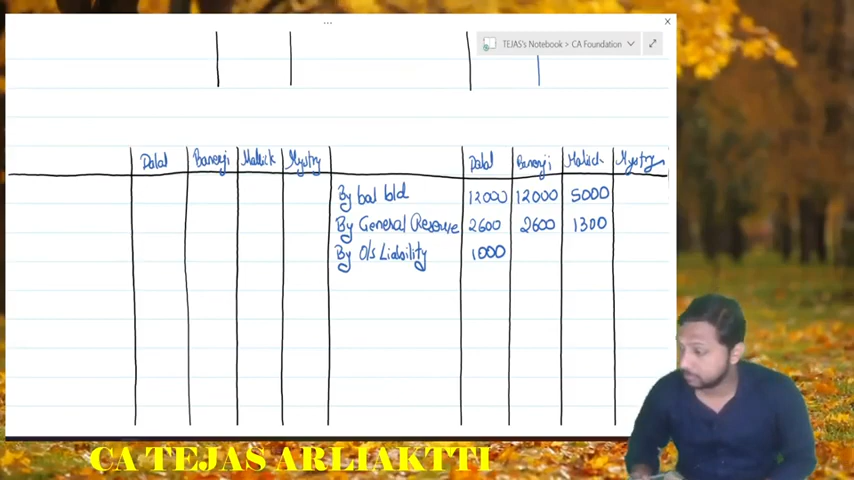 TEJAS's Notebook > CA Foundation
Dalal Banerji Mallick Mystry Dalal Banerji Mallick Mystry
By bal b/d 12000 12000 5000
By General Reserve 2600 2600 1300
By O/s Liability 1000
CA TEJAS ARLIAKTTI